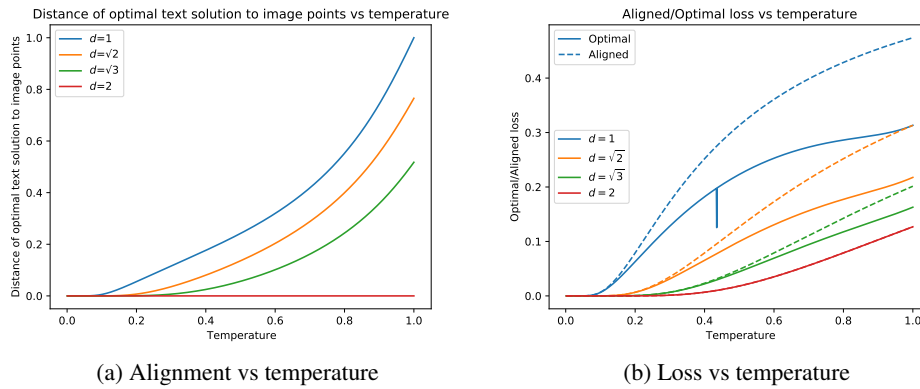 Distance of optimal text solution to image points vs temperature
Distance of optimal text solution to image points
1.0
0.8
0.6
0.4
0.2
0.0
d=1
d=√2
d=√3
d=2
0.0 0.2 0.4 0.6 0.8 1.0
Temperature
(a) Alignment vs temperature
Aligned/Optimal loss vs temperature
Optimal/Aligned loss
0.4
0.3
0.2
0.1
0.0
Optimal
Aligned
d = 1
d = √2
d = √3
d = 2
0.0 0.2 0.4 0.6 0.8 1.0
Temperature
(b) Loss vs temperature